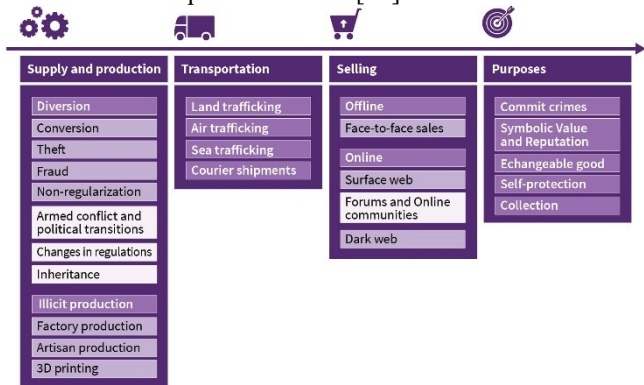 Supply and production
Diversion
Conversion
Theft
Fraud
Non-regularization
Armed conflict and
political transitions
Changes in regulations
Inheritance
Illicit production
Factory production
Artisan production
3D printing
Transportation
Land trafficking
Air trafficking
Sea trafficking
Courier shipments
Selling
Offline
Face-to-face sales
Online
Surface web
Forums and Online
communities
Dark web
Purposes
Commit crimes
Symbolic Value
and Reputation
Echangeable good
Self-protection
Collection